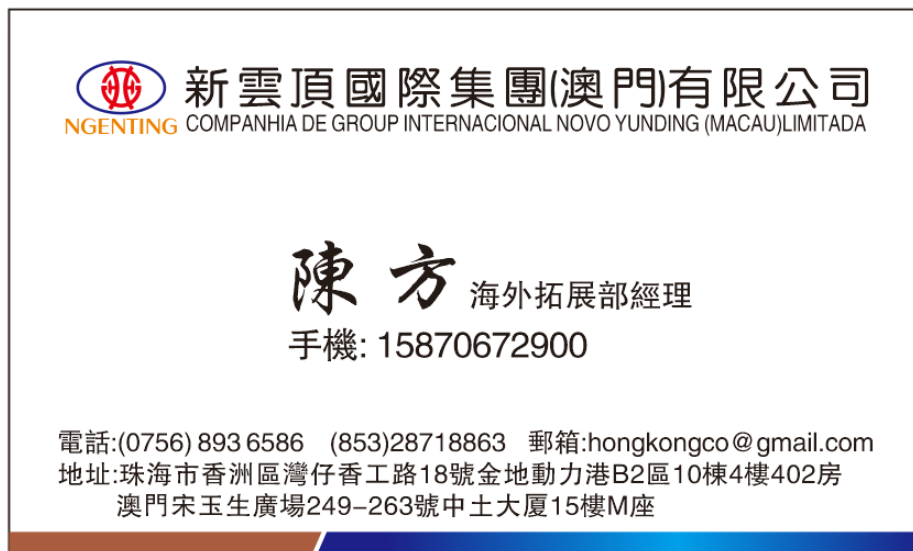 新雲頂國際集團(澳門)有限公司
NGENTING COMPANHIA DE GROUP INTERNACIONAL NOVO YUNDING (MACAU)LIMITADA
陳方 海外拓展部經理
手機: 15870672900
電話:(0756) 893 6586 (853)28718863 郵箱:hongkongco@gmail.com
地址:珠海市香洲區灣仔香工路18號金地動力港B2區10棟4樓402房
澳門宋玉生廣場249-263號中土大厦15樓M座